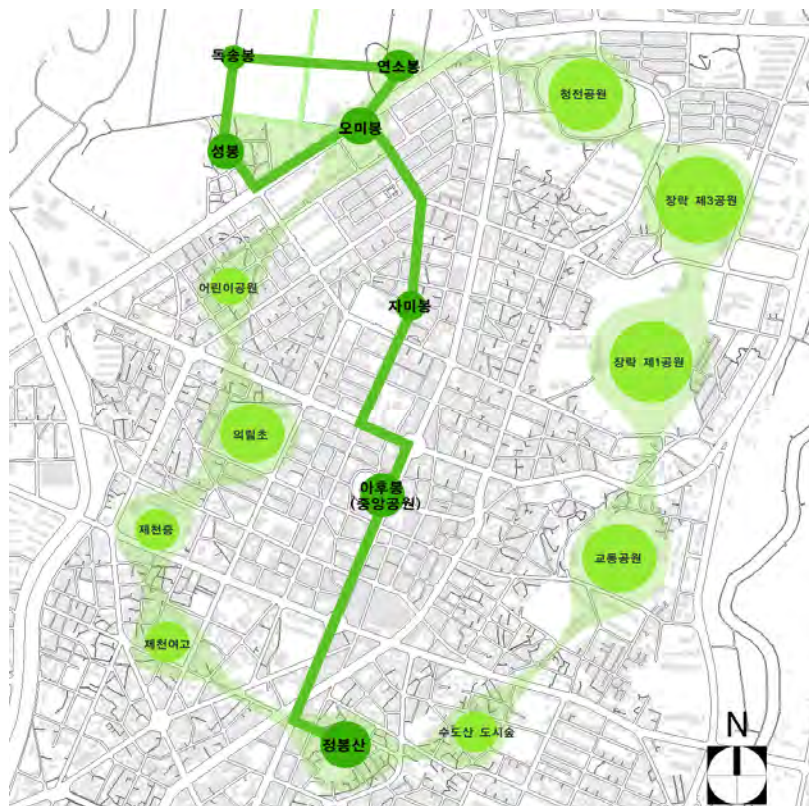 독송봉
연소봉
청전공원
오미봉
성봉
장락 제3공원
어린이공원
자미봉
장락 제1공원
의림초
아후봉
(중앙공원)
제천중
교통공원
제천여고
수도산 도시숲
정봉산
N